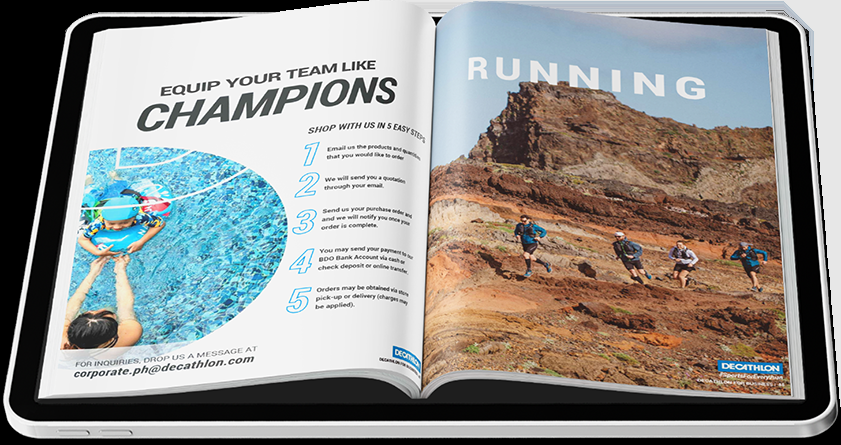 EQUIP YOUR TEAM LIKE
CHAMPIONS
SHOP WITH US IN 5 EASY STEPS
1 Email us the products and quantities
that you would like to order
2 We will send you a quotation
through your email.
3 Send us your purchase order and
and we will notify you once your
order is complete.
4 You may send your payment to our
BDO Bank Account via cash or
check deposit or online transfer.
5 Orders may be obtained via store
pick-up or delivery (charges may
be applied).
FOR INQUIRIES, DROP US A MESSAGE AT
corporate.ph@decathlon.com
DECATHLON
RUNNING
DECATHLON
#SportsForEveryone
DECATHLON FOR BUSINESS